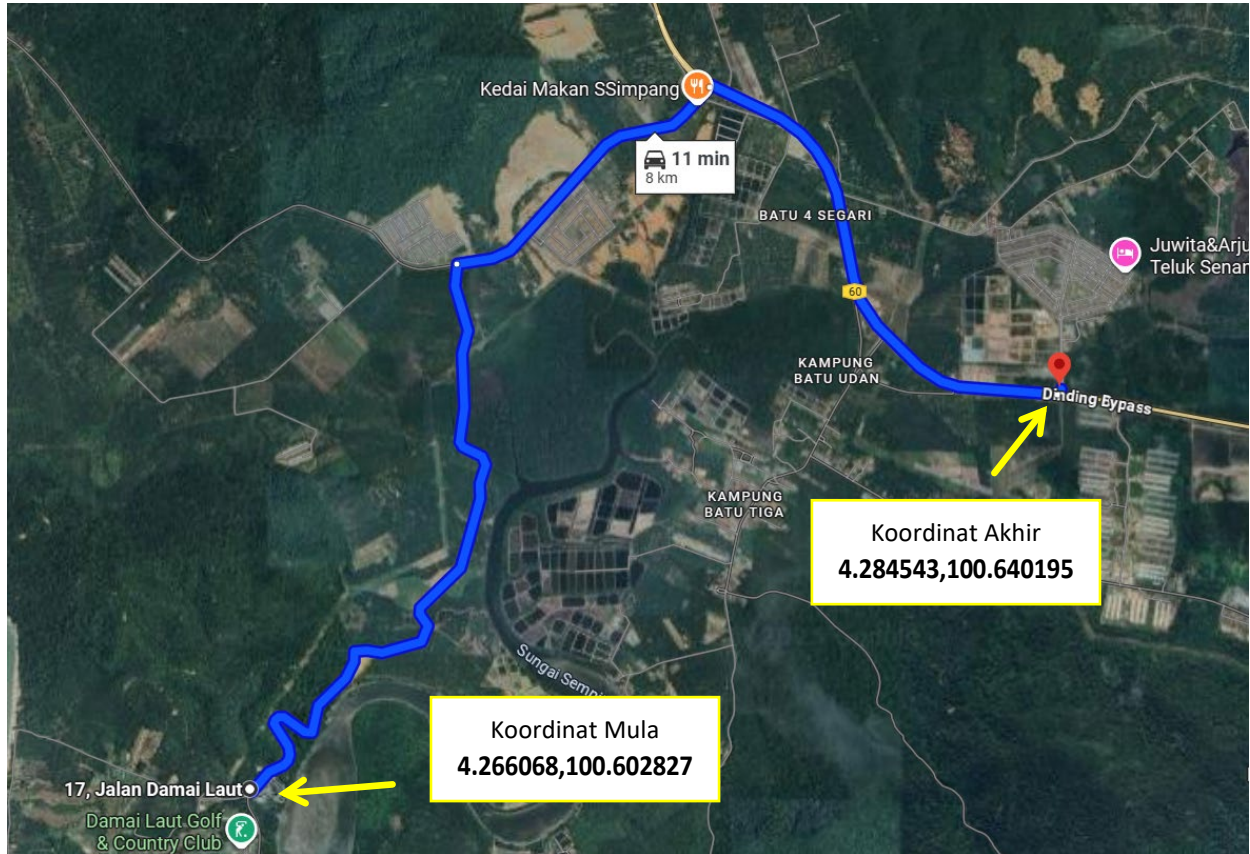 Kedai Makan SSimpang
11 min
8 km
BATU 4 SEGARI
Juwita&Arju
Teluk Senan
60
KAMPUNG
BATU UDAN
Dinding Bypass
KAMPUNG
BATU TIGA
Koordinat Akhir
4.284543,100.640195
Sungai Sempi
Koordinat Mula
4.266068,100.602827
17, Jalan Damai Laut
Damai Laut Golf
& Country Club